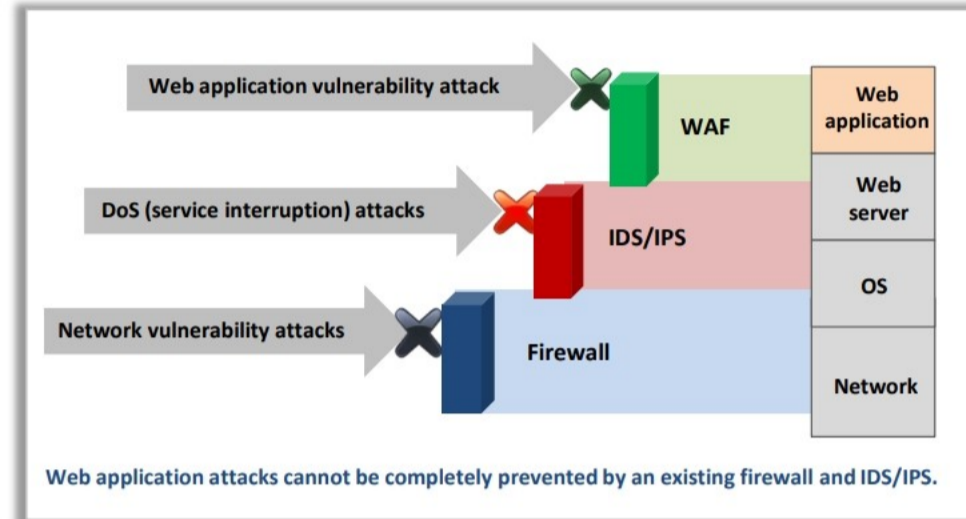 Web application vulnerability attack
WAF
Web
application
DoS (service interruption) attacks
IDS/IPS
Web
server
OS
Network vulnerability attacks
Firewall
Network
Web application attacks cannot be completely prevented by an existing firewall and IDS/IPS.